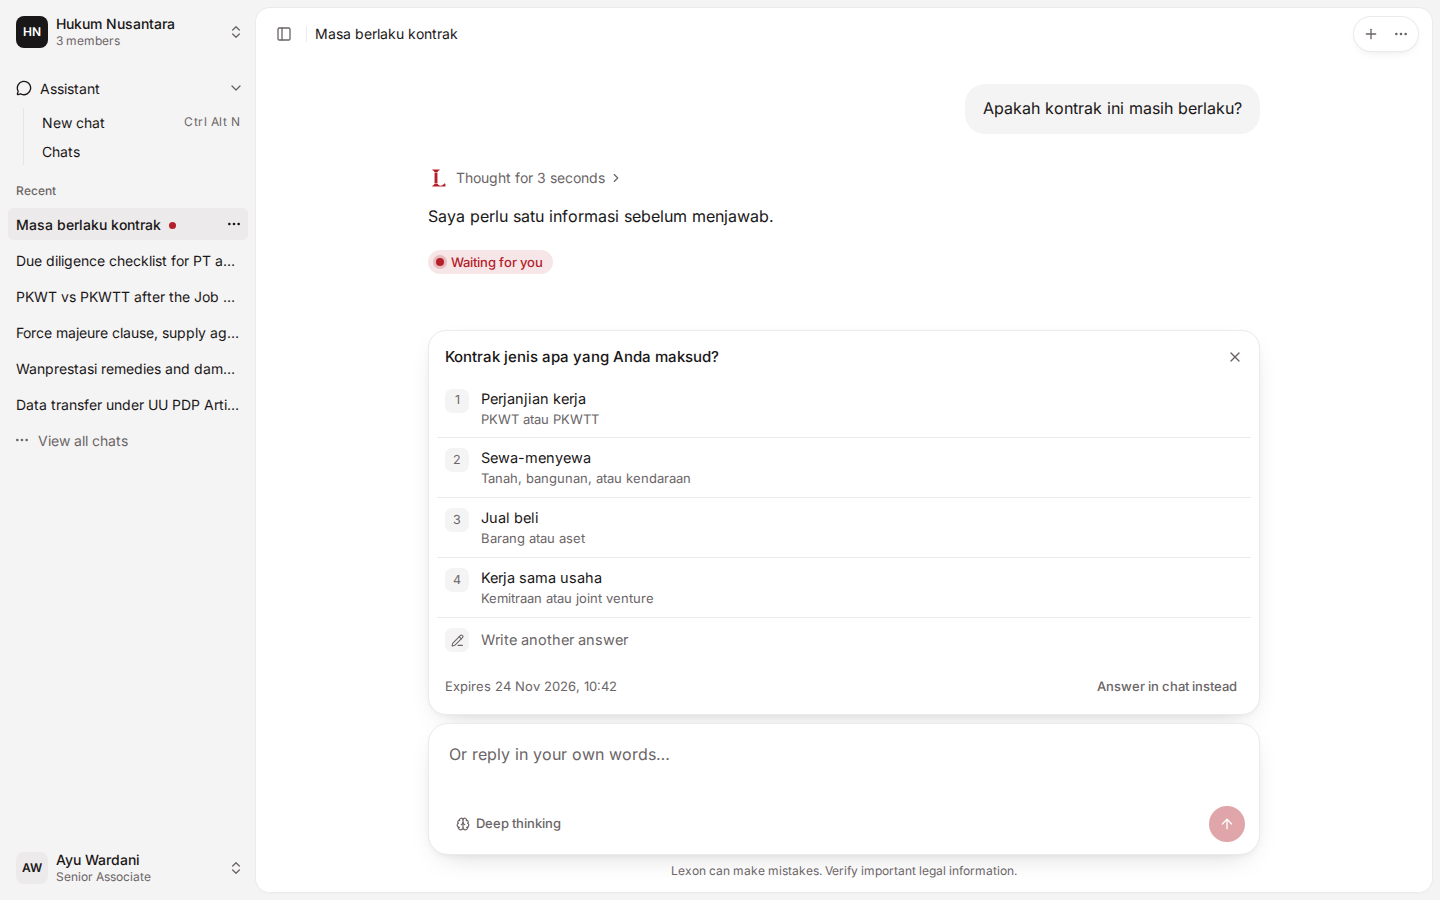 HN
Hukum Nusantara
3 members
Assistant
New chat
Ctrl Alt N
Chats
Recent
Masa berlaku kontrak
Due diligence checklist for PT a...
PKWT vs PKWTT after the Job ...
Force majeure clause, supply ag...
Wanprestasi remedies and dam...
Data transfer under UU PDP Arti...
View all chats
AW
Ayu Wardani
Senior Associate
Masa berlaku kontrak
Apakah kontrak ini masih berlaku?
L
Thought for 3 seconds
Saya perlu satu informasi sebelum menjawab.
Waiting for you
Kontrak jenis apa yang Anda maksud?
1
Perjanjian kerja
PKWT atau PKWTT
2
Sewa-menyewa
Tanah, bangunan, atau kendaraan
3
Jual beli
Barang atau aset
4
Kerja sama usaha
Kemitraan atau joint venture
Write another answer
Expires 24 Nov 2026, 10:42
Answer in chat instead
Or reply in your own words...
Deep thinking
Lexon can make mistakes. Verify important legal information.